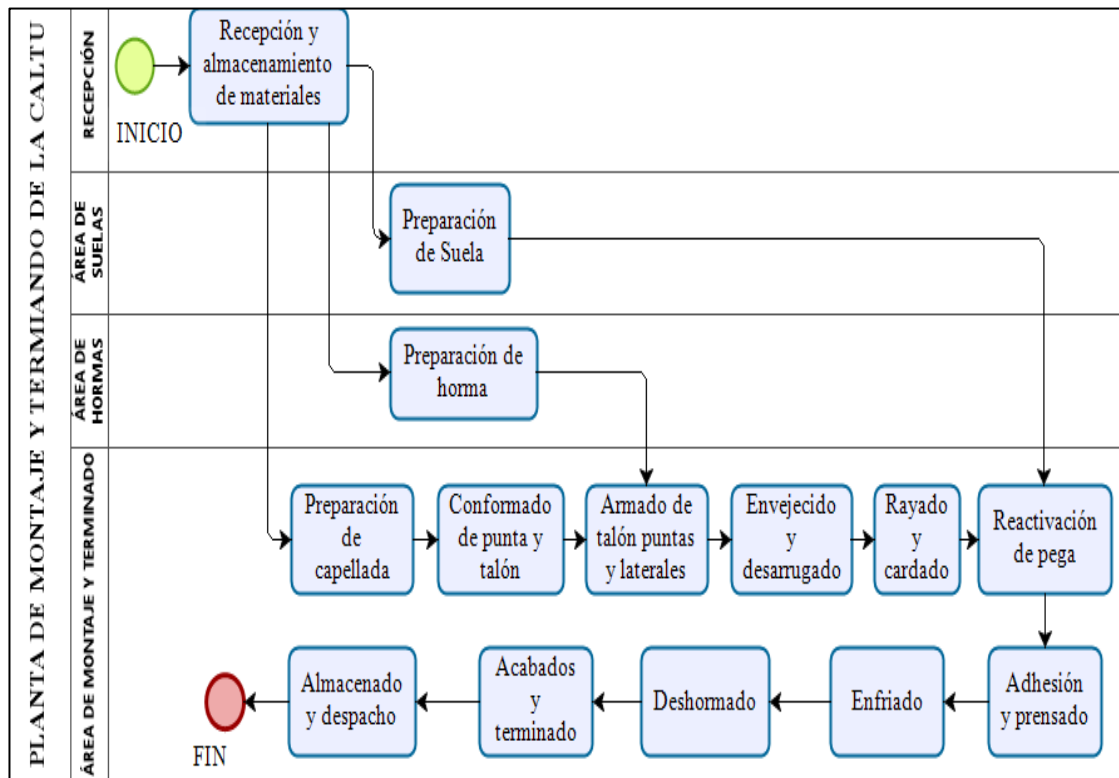 PLANTA DE MONTAJE Y TERMIANDO DE LA CALTU
RECEPCIÓN
INICIO
Recepción y
almacenamiento
de materiales
ÁREA DE
SUELAS
Preparación
de Suela
ÁREA DE
HORMAS
Preparación de
horma
ÁREA DE MONTAJE Y TERMINADO
Preparación
de
capellada
Conformado
de punta y
talón
Armado de
talón puntas
y laterales
Envejecido
y
desarrugado
Rayado
y
cardado
Reactivación
de pega
Adhesión
y prensado
Enfriado
Deshormado
Acabados
y
terminado
Almacenado
y despacho
FIN